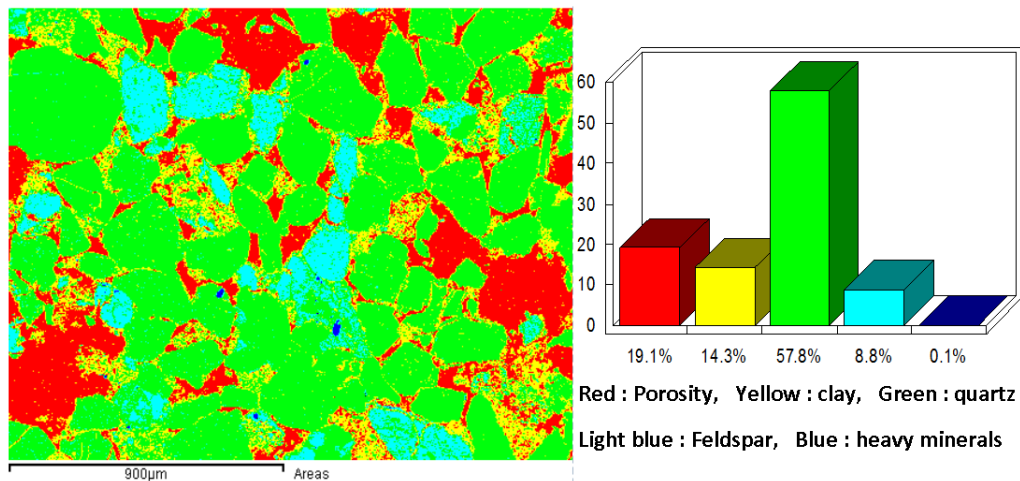 60
50
40
30
20
10
0
19.1% 14.3% 57.8% 8.8% 0.1%
Red : Porosity, Yellow : clay, Green : quartz
Light blue : Feldspar, Blue : heavy minerals
900µm Areas